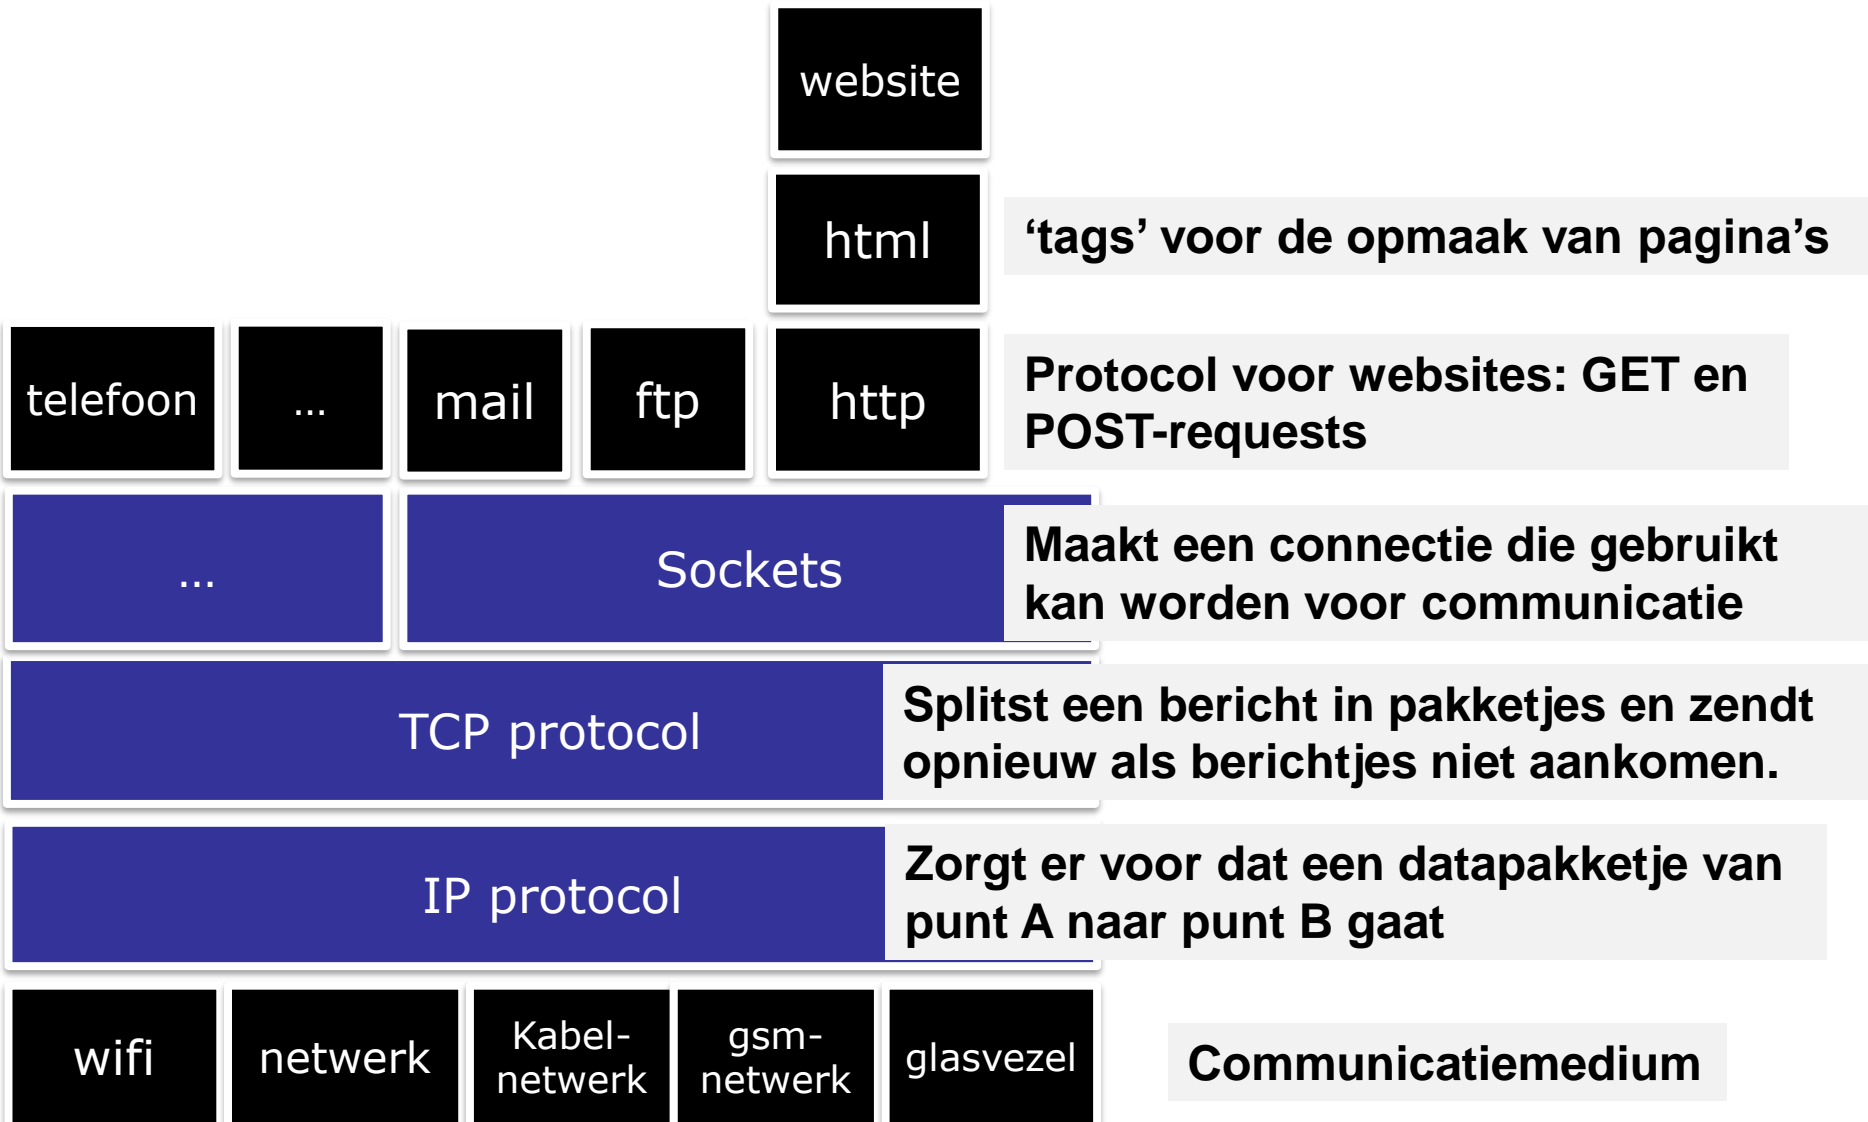 website
html
‘tags’ voor de opmaak van pagina’s
telefoon
...
mail
ftp
http
Protocol voor websites: GET en
POST-requests
...
Sockets
Maakt een connectie die gebruikt
kan worden voor communicatie
TCP protocol
Splitst een bericht in pakketjes en zendt
opnieuw als berichtjes niet aankomen.
IP protocol
Zorgt er voor dat een datapakketje van
punt A naar punt B gaat
wifi
netwerk
Kabel-
netwerk
gsm-
netwerk
glasvezel
Communicatiemedium